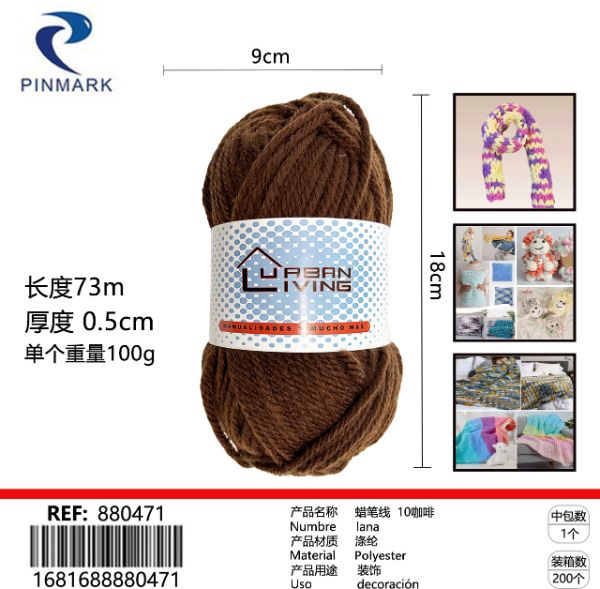 PINMARK
9cm
18cm
长度73m
厚度 0.5cm
单个重量100g
URBAN
LIVING
MANUALIDADES Y MUCHO MÁS
REF: 880471
1681688880471
产品名称 蜡笔线 10咖啡
Numbre lana
产品材质 涤纶
Material Polyester
产品用途 装饰
Uso decoración
中包数
1个
装箱数
200个